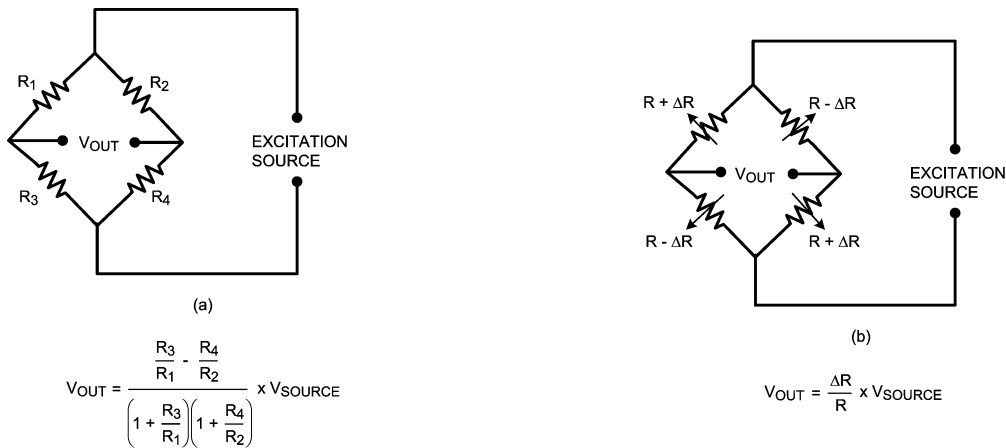 R1
R2
VOUT
R3
R4
EXCITATION
SOURCE
(a)
VOUT = (R3/R1 - R4/R2) / ((1 + R3/R1)(1 + R4/R2)) x VSOURCE
R + ΔR
R - ΔR
VOUT
R - ΔR
R + ΔR
EXCITATION
SOURCE
(b)
VOUT = ΔR/R x VSOURCE